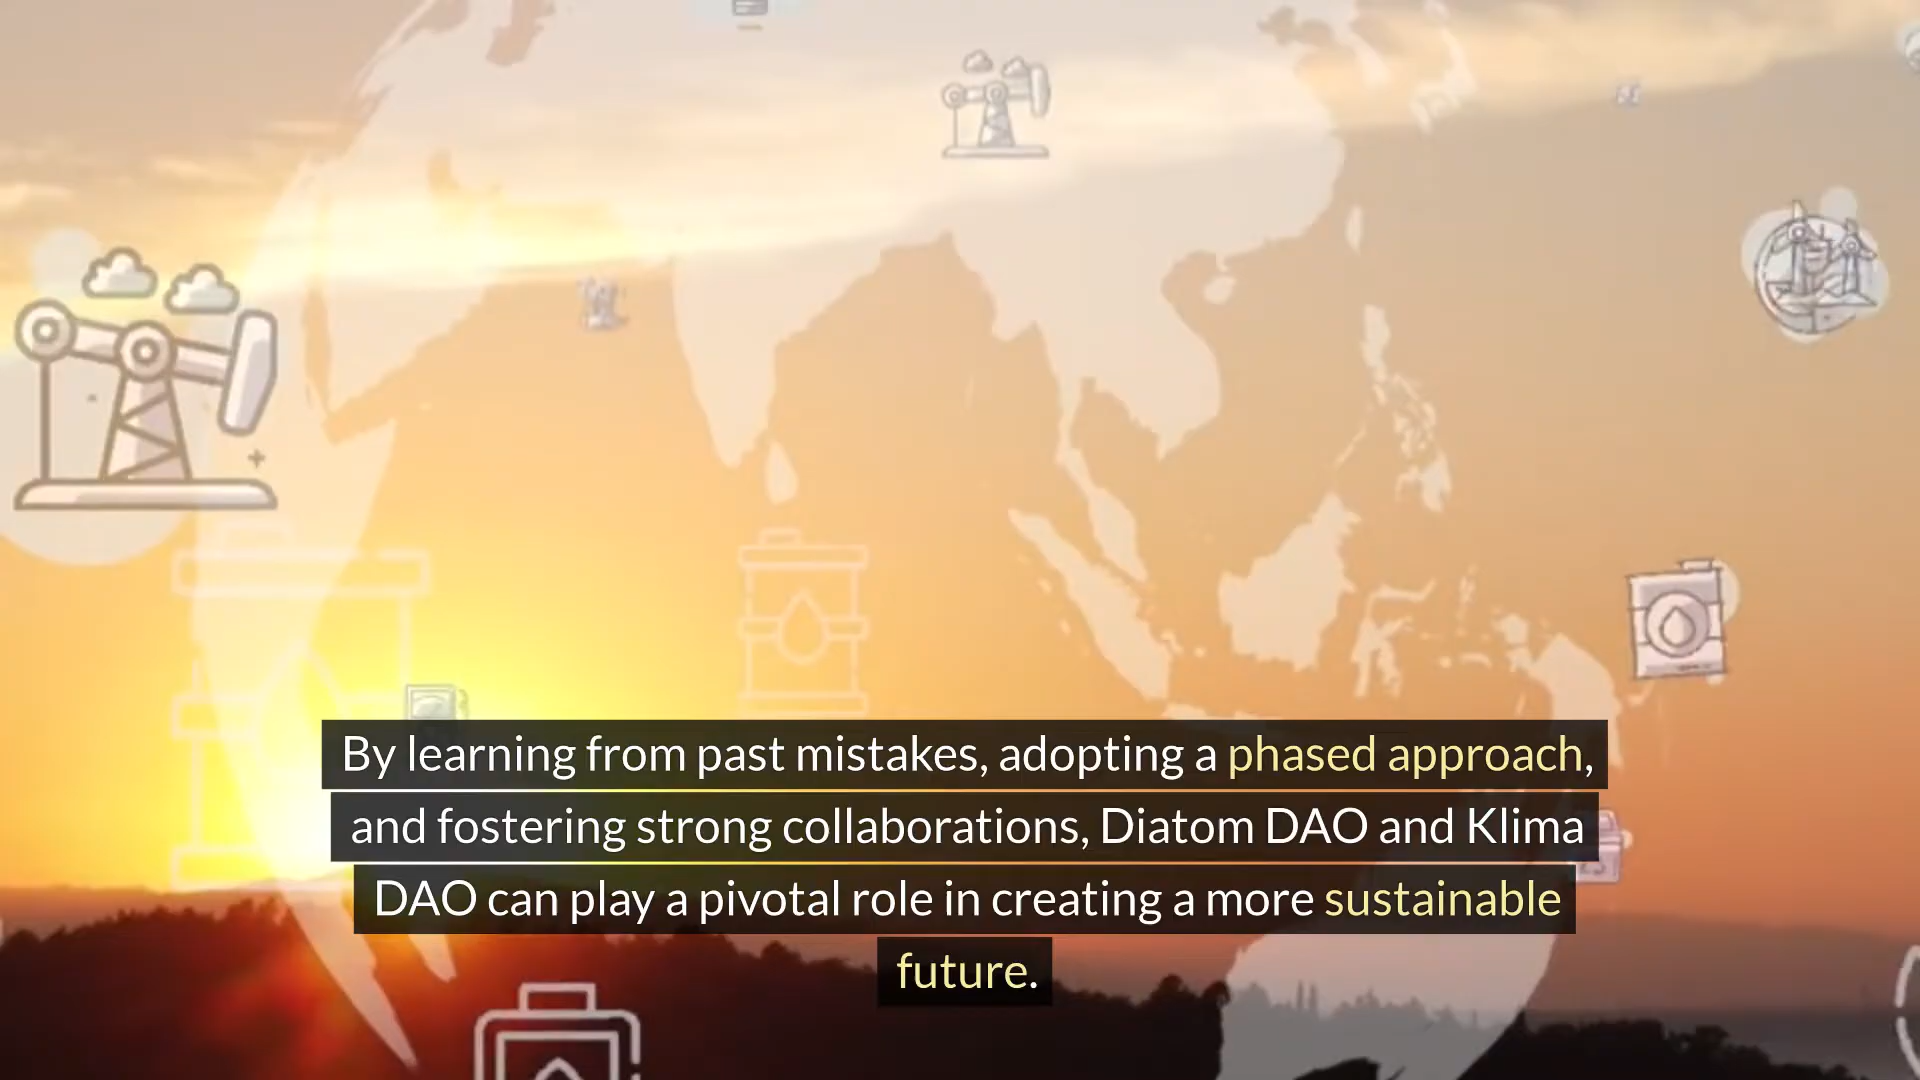 By learning from past mistakes, adopting a phased approach,
and fostering strong collaborations, Diatom DAO and Klima
DAO can play a pivotal role in creating a more sustainable
future.